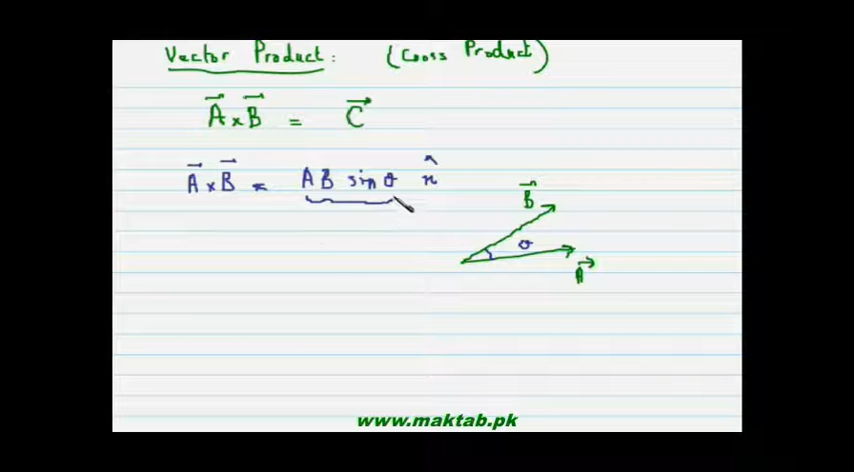 Vector Product: (Cross Product)
A⃗ × B⃗ = C⃗
A⃗ × B⃗ = AB sin θ n̂
B⃗
θ
A⃗
www.maktab.pk